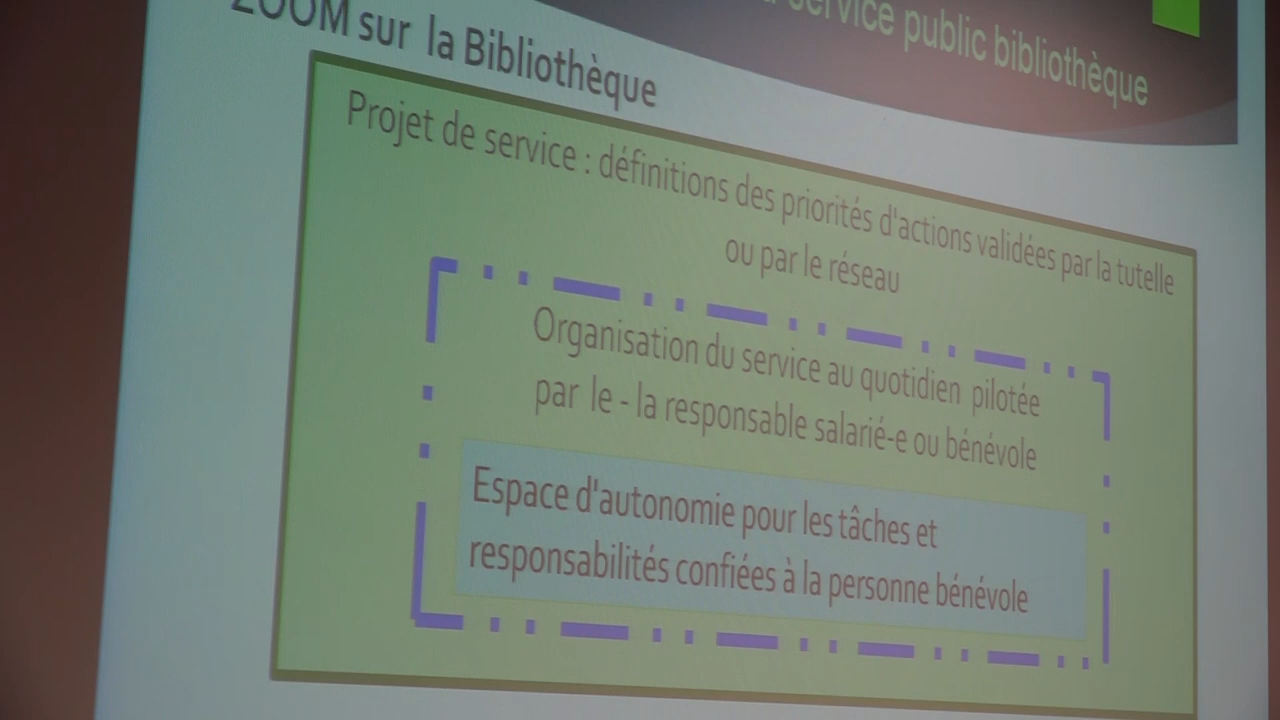 service public bibliothèque
ZOOM sur la Bibliothèque
Projet de service : définitions des priorités d'actions validées par la tutelle
ou par le réseau
Organisation du service au quotidien pilotée
par le - la responsable salarié-e ou bénévole
Espace d'autonomie pour les tâches et
responsabilités confiées à la personne bénévole